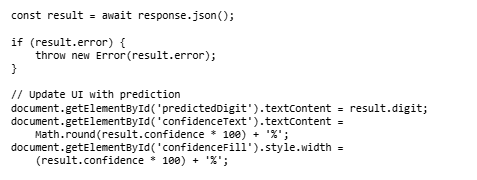 const result = await response.json();
if (result.error) {
    throw new Error(result.error);
}
// Update UI with prediction
document.getElementById('predictedDigit').textContent = result.digit;
document.getElementById('confidenceText').textContent =
    Math.round(result.confidence * 100) + '%';
document.getElementById('confidenceFill').style.width =
    (result.confidence * 100) + '%';